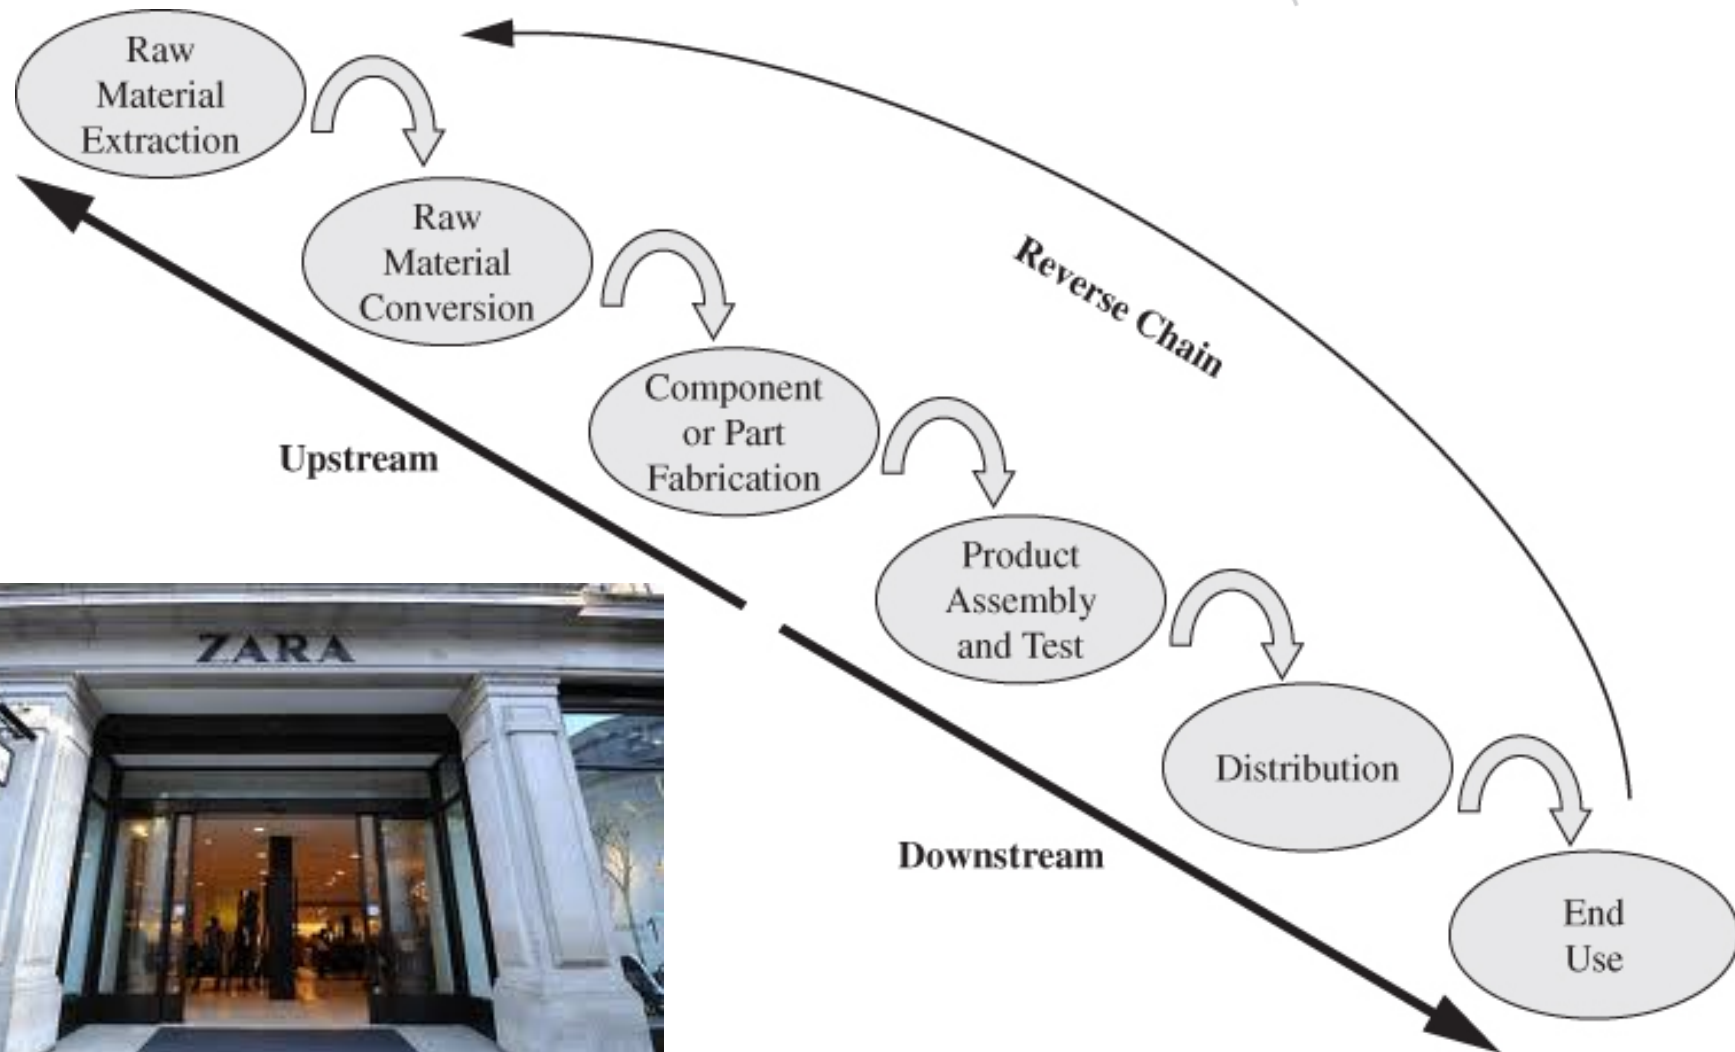 Raw
Material
Extraction
Raw
Material
Conversion
Reverse Chain
Component
or Part
Fabrication
Upstream
Product
Assembly
and Test
ZARA
Distribution
Downstream
End
Use